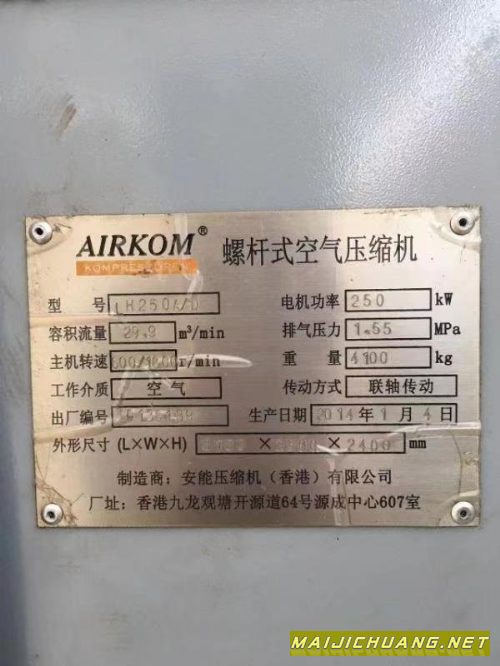 AIRKOM® 螺杆式空气压缩机
KOMPRESSOREN
型 号 LH250A/D 电机功率 250 kW
容积流量 29.9 m³/min 排气压力 1.55 MPa
主机转速 r/min 重 量 4100 kg
工作介质 空气 传动方式 联轴传动
出厂编号 生产日期 2014年1月4日
外形尺寸 (L×W×H) × × 2400 mm
制造商：安能压缩机（香港）有限公司
厂址：香港九龙观塘开源道64号源成中心607室
MAIJICHUANG.NET